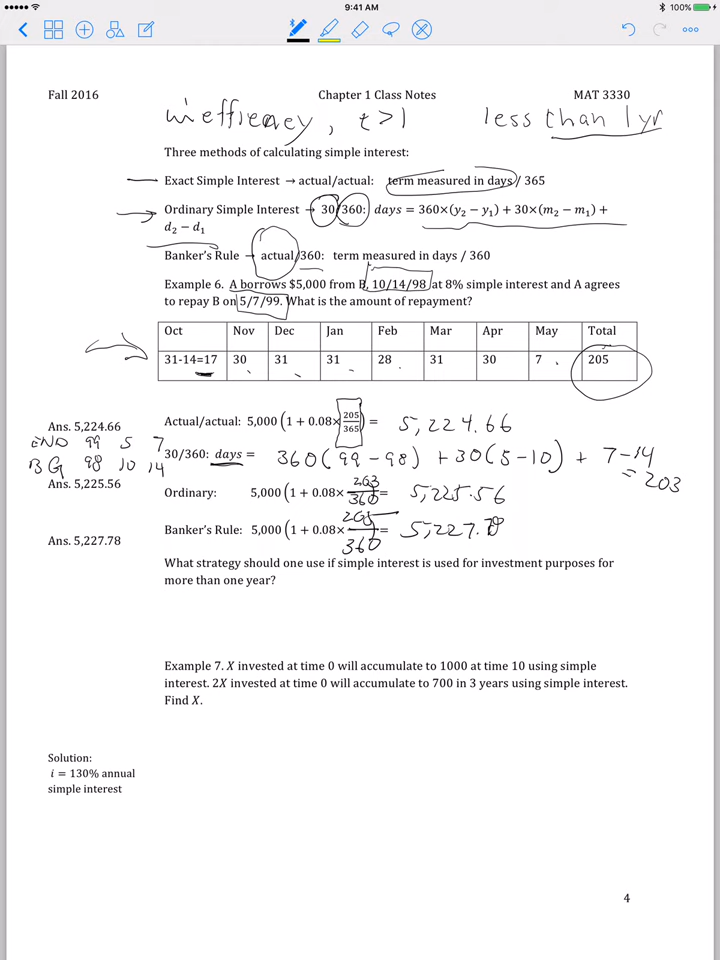 9:41 AM 100%
Fall 2016 Chapter 1 Class Notes MAT 3330
inefficency, t>1 less than 1 yr
Three methods of calculating simple interest:
Exact Simple Interest → actual/actual: term measured in days / 365
Ordinary Simple Interest → 30/360: days = 360×(y₂ − y₁) + 30×(m₂ − m₁) +
d₂ − d₁
Banker's Rule → actual/360: term measured in days / 360
Example 6. A borrows $5,000 from B, 10/14/98 at 8% simple interest and A agrees
to repay B on 5/7/99. What is the amount of repayment?
Oct Nov Dec Jan Feb Mar Apr May Total
31-14=17 30 31 31 28 31 30 7 205
Ans. 5,224.66 Actual/actual: 5,000 (1 + 0.08× 205/365) = 5,224.66
END 99 5 7
BG 98 10 14
30/360: days = 360(99-98) + 30(5-10) + 7-14
= 203
Ans. 5,225.56 Ordinary: 5,000 (1 + 0.08× 203/360 = 5,225.56
Banker's Rule: 5,000 (1 + 0.08× 205/360 = 5,227.78
Ans. 5,227.78
What strategy should one use if simple interest is used for investment purposes for
more than one year?
Example 7. X invested at time 0 will accumulate to 1000 at time 10 using simple
interest. 2X invested at time 0 will accumulate to 700 in 3 years using simple interest.
Find X.
Solution:
i = 130% annual
simple interest
4